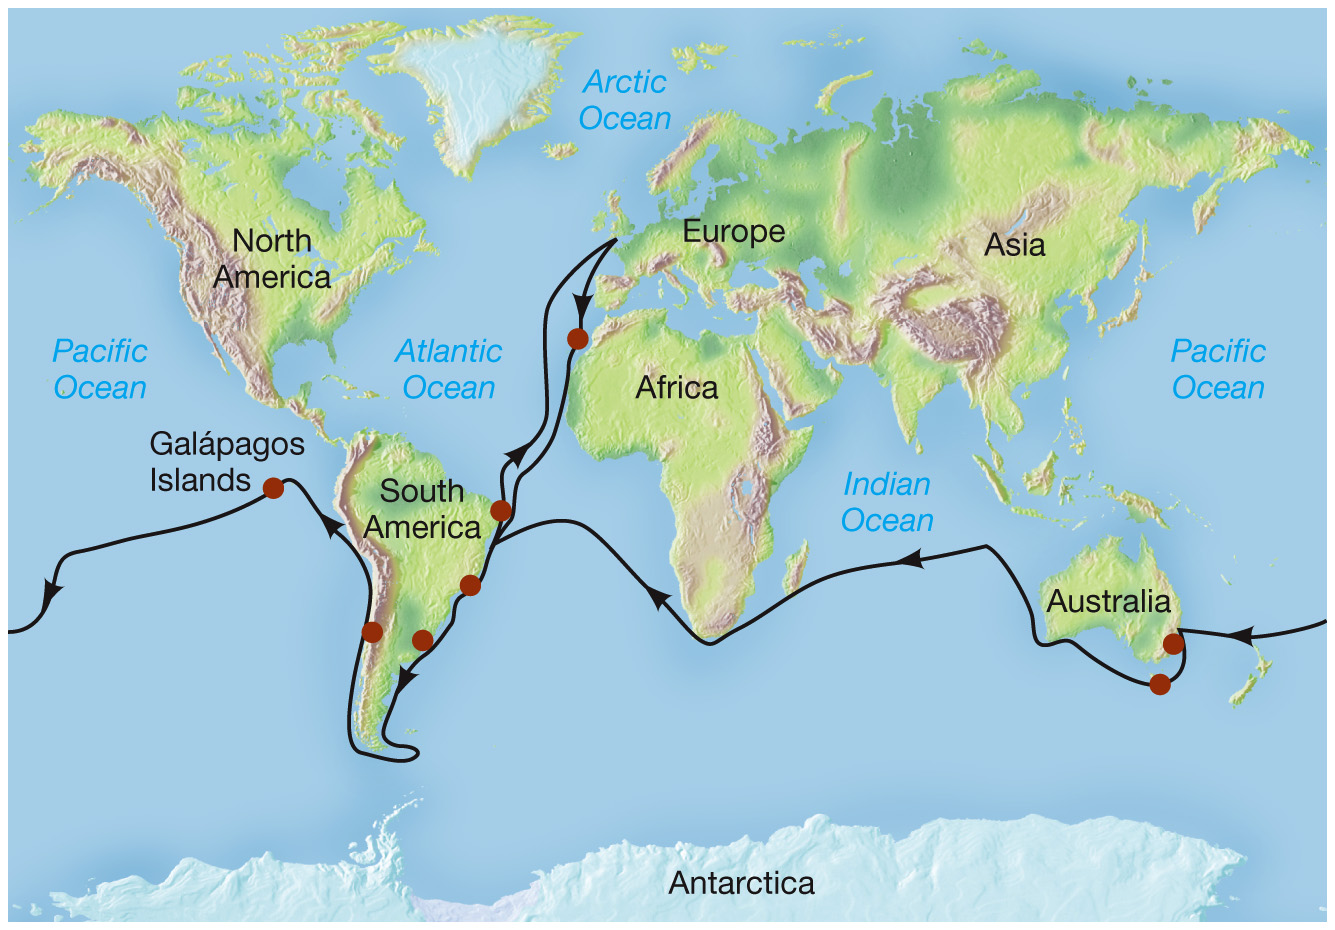 Arctic
Ocean
North
America
Europe
Asia
Pacific
Ocean
Atlantic
Ocean
Africa
Pacific
Ocean
Galápagos
Islands
South
America
Indian
Ocean
Australia
Antarctica